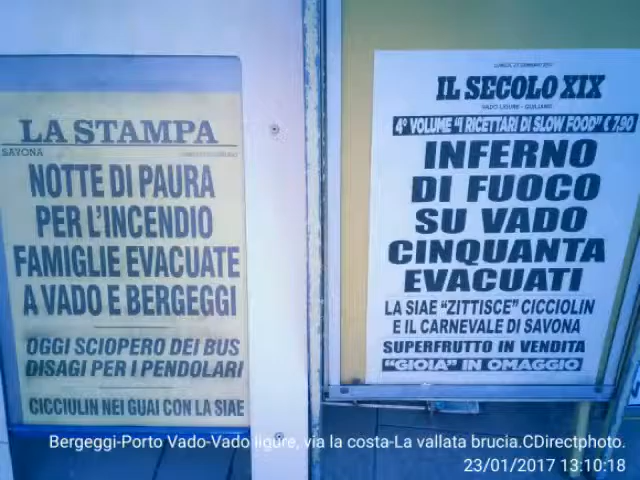 LA STAMPA
SAVONA
NOTTE DI PAURA
PER L'INCENDIO
FAMIGLIE EVACUATE
A VADO E BERGEGGI
OGGI SCIOPERO DEI BUS
DISAGI PER I PENDOLARI
CICCIULIN NEI GUAI CON LA SIAE
IL SECOLO XIX
VADO LIGURE - QUILIANO
4° VOLUME "I RICETTARI DI SLOW FOOD" € 7,90
INFERNO
DI FUOCO
SU VADO
CINQUANTA
EVACUATI
LA SIAE "ZITTISCE" CICCIOLIN
E IL CARNEVALE DI SAVONA
SUPERFRUTTO IN VENDITA
"GIOIA" IN OMAGGIO
Bergeggi-Porto Vado-Vado ligure, via la costa-La vallata brucia.CDirectphoto.
23/01/2017 13:10:18